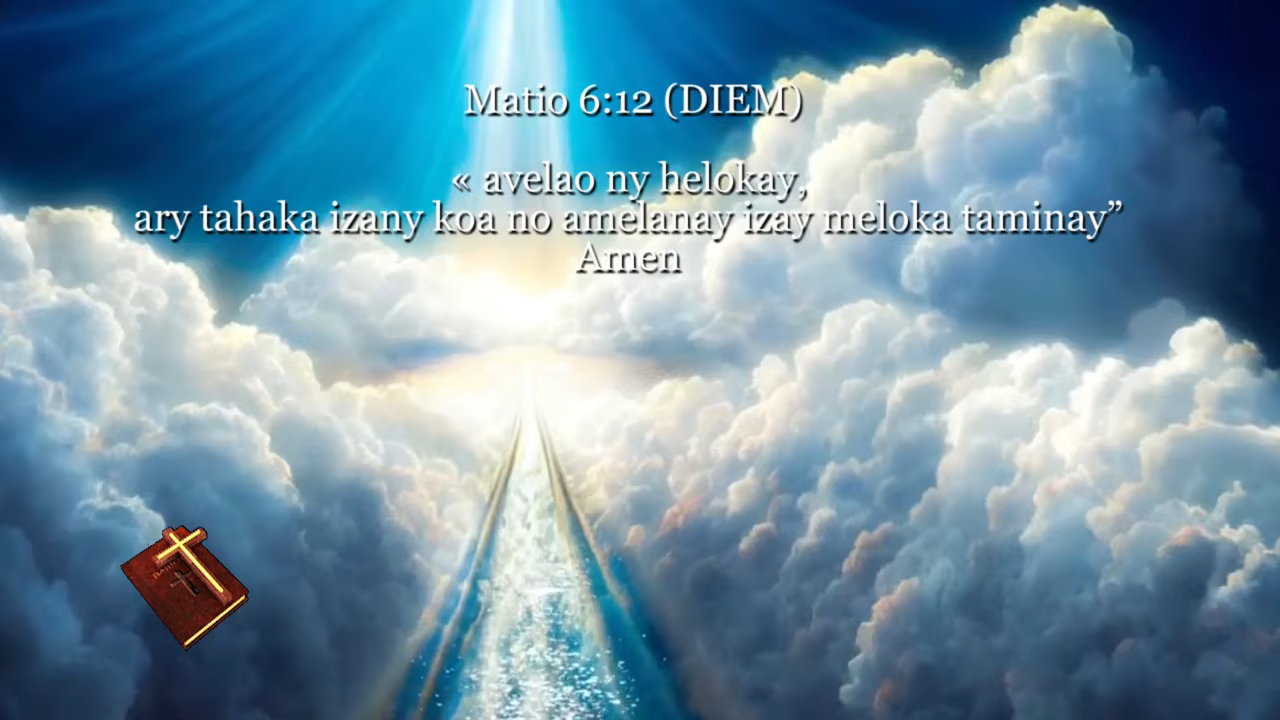 Matio 6:12 (DIEM)
« avelao ny helokay,
ary tahaka izany koa no amelanay izay meloka taminay”
Amen